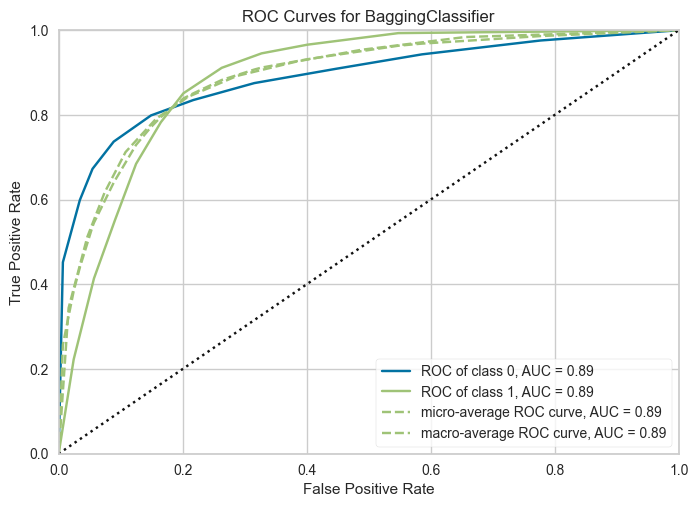 ROC Curves for BaggingClassifier
True Positive Rate
1.0
0.8
0.6
0.4
0.2
0.0
ROC of class 0, AUC = 0.89
ROC of class 1, AUC = 0.89
micro-average ROC curve, AUC = 0.89
macro-average ROC curve, AUC = 0.89
0.0 0.2 0.4 0.6 0.8 1.0
False Positive Rate